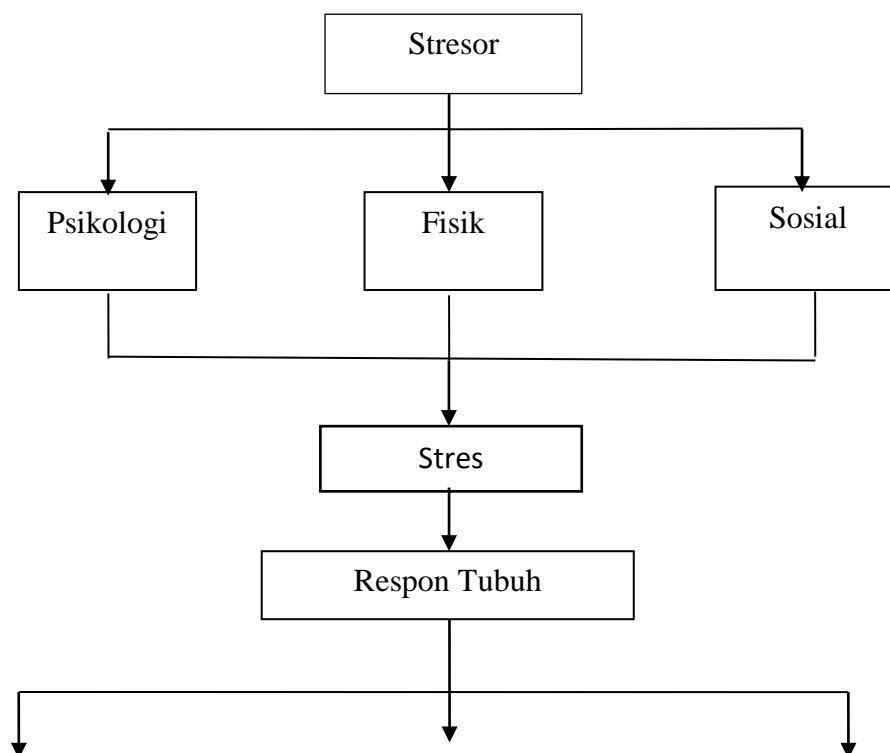 Stresor
Psikologi
Fisik
Sosial
Stres
Respon Tubuh